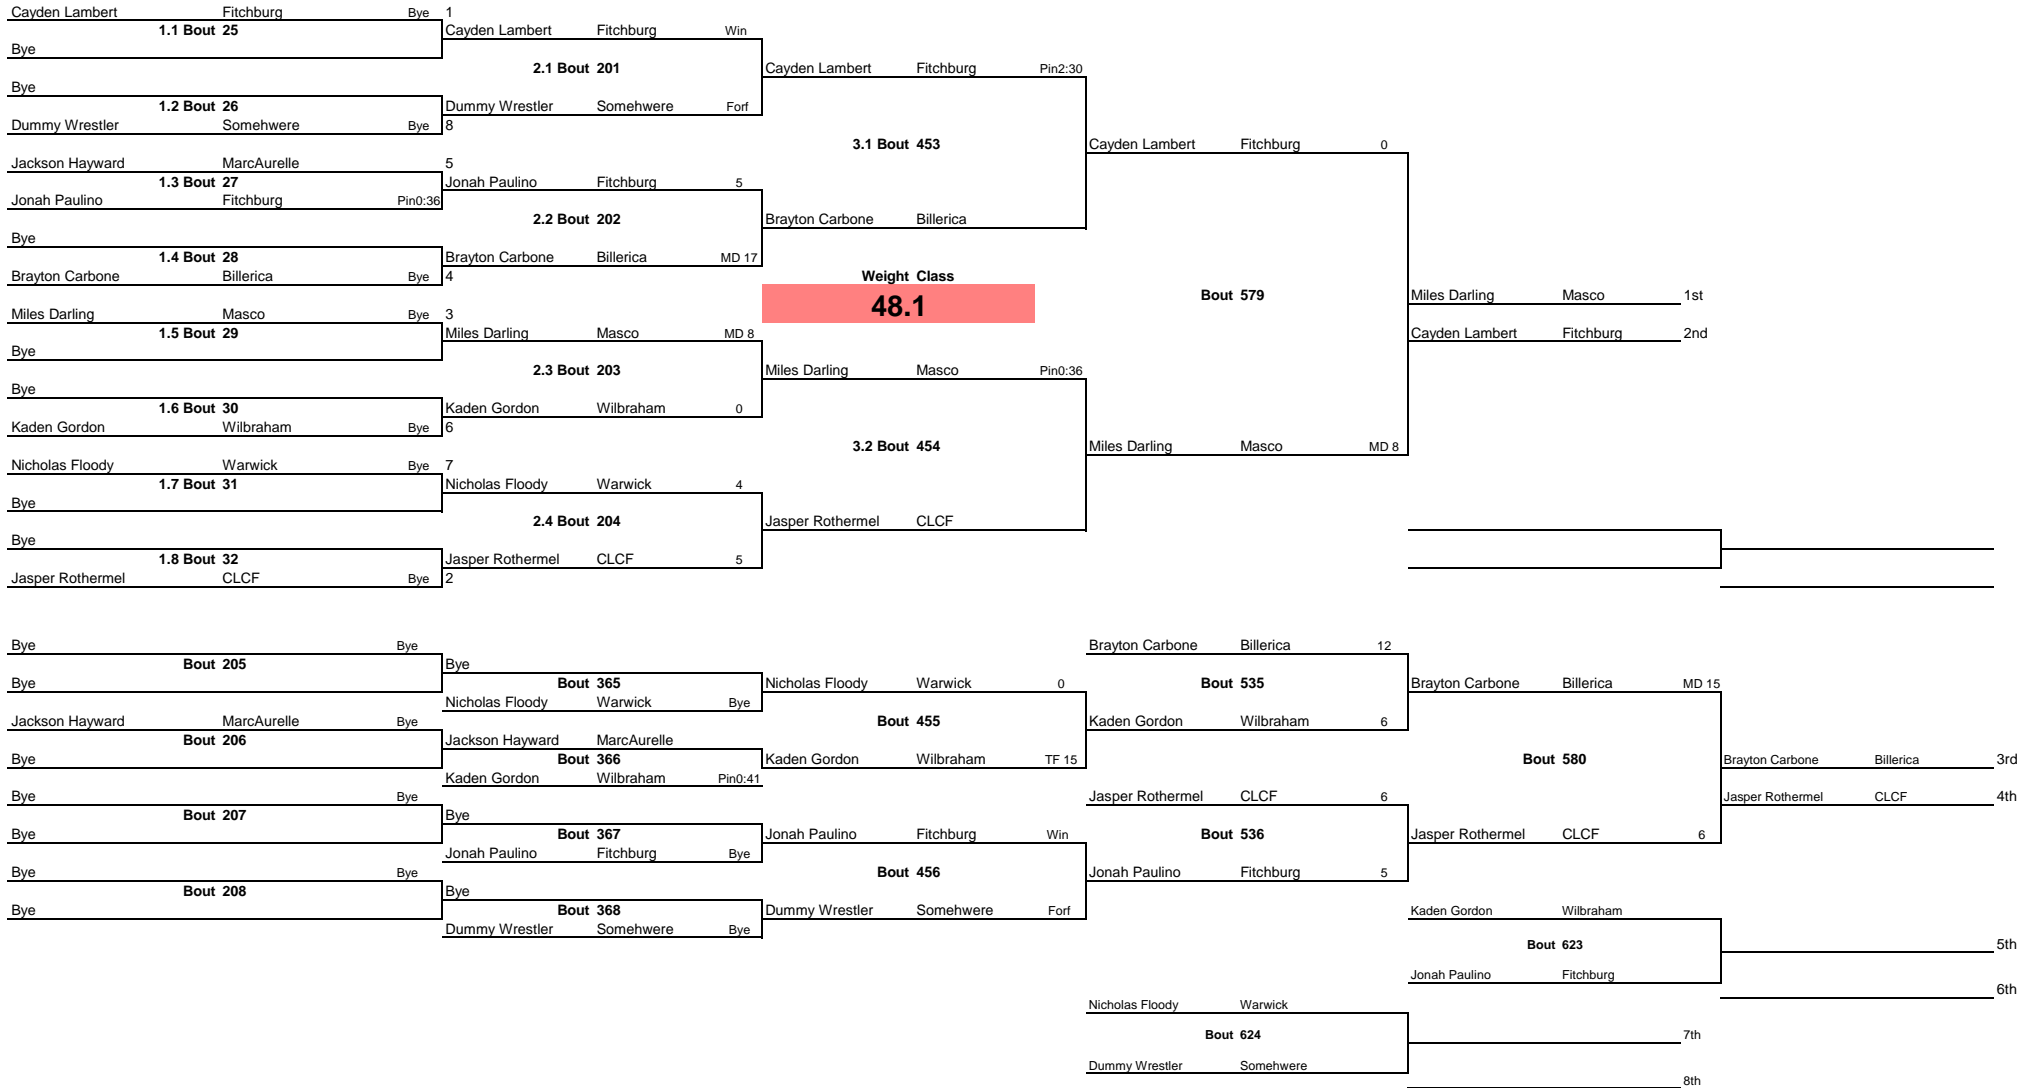 Cayden Lambert Fitchburg Bye 1
1.1 Bout 25 Cayden Lambert Fitchburg Win
Bye
2.1 Bout 201 Cayden Lambert Fitchburg Pin2:30
Bye
1.2 Bout 26 Dummy Wrestler Somehwere Forf
Dummy Wrestler Somehwere Bye 8
3.1 Bout 453 Cayden Lambert Fitchburg 0
Jackson Hayward MarcAurelle 5
1.3 Bout 27 Jonah Paulino Fitchburg 5
Jonah Paulino Fitchburg Pin0:36
2.2 Bout 202 Brayton Carbone Billerica
Bye
1.4 Bout 28 Brayton Carbone Billerica MD 17
Brayton Carbone Billerica Bye 4 Weight Class
Bout 579 Miles Darling Masco 1st
48.1
Miles Darling Masco Bye 3
1.5 Bout 29 Miles Darling Masco MD 8 Cayden Lambert Fitchburg 2nd
Bye
2.3 Bout 203 Miles Darling Masco Pin0:36
Bye
1.6 Bout 30 Kaden Gordon Wilbraham 0
Kaden Gordon Wilbraham Bye 6
3.2 Bout 454 Miles Darling Masco MD 8
Nicholas Floody Warwick Bye 7
1.7 Bout 31 Nicholas Floody Warwick 4
Bye
2.4 Bout 204 Jasper Rothermel CLCF
Bye
1.8 Bout 32 Jasper Rothermel CLCF 5
Jasper Rothermel CLCF Bye 2
Bye Bye Brayton Carbone Billerica 12
Bout 205 Bye
Bye Bout 365 Nicholas Floody Warwick 0 Bout 535 Brayton Carbone Billerica MD 15
Nicholas Floody Warwick Bye
Jackson Hayward MarcAurelle Bye Bout 455 Kaden Gordon Wilbraham 6
Bout 206 Jackson Hayward MarcAurelle
Bye Bout 366 Kaden Gordon Wilbraham TF 15 Bout 580 Brayton Carbone Billerica 3rd
Kaden Gordon Wilbraham Pin0:41
Bye Bye Jasper Rothermel CLCF 6 Jasper Rothermel CLCF 4th
Bout 207 Bye
Bye Bout 367 Jonah Paulino Fitchburg Win Bout 536 Jasper Rothermel CLCF 6
Jonah Paulino Fitchburg Bye
Bye Bye Bout 456 Jonah Paulino Fitchburg 5
Bout 208 Bye
Bye Bout 368 Dummy Wrestler Somehwere Forf Kaden Gordon Wilbraham
Dummy Wrestler Somehwere Bye
Bout 623 5th
Jonah Paulino Fitchburg
6th
Nicholas Floody Warwick
Bout 624 7th
Dummy Wrestler Somehwere
8th